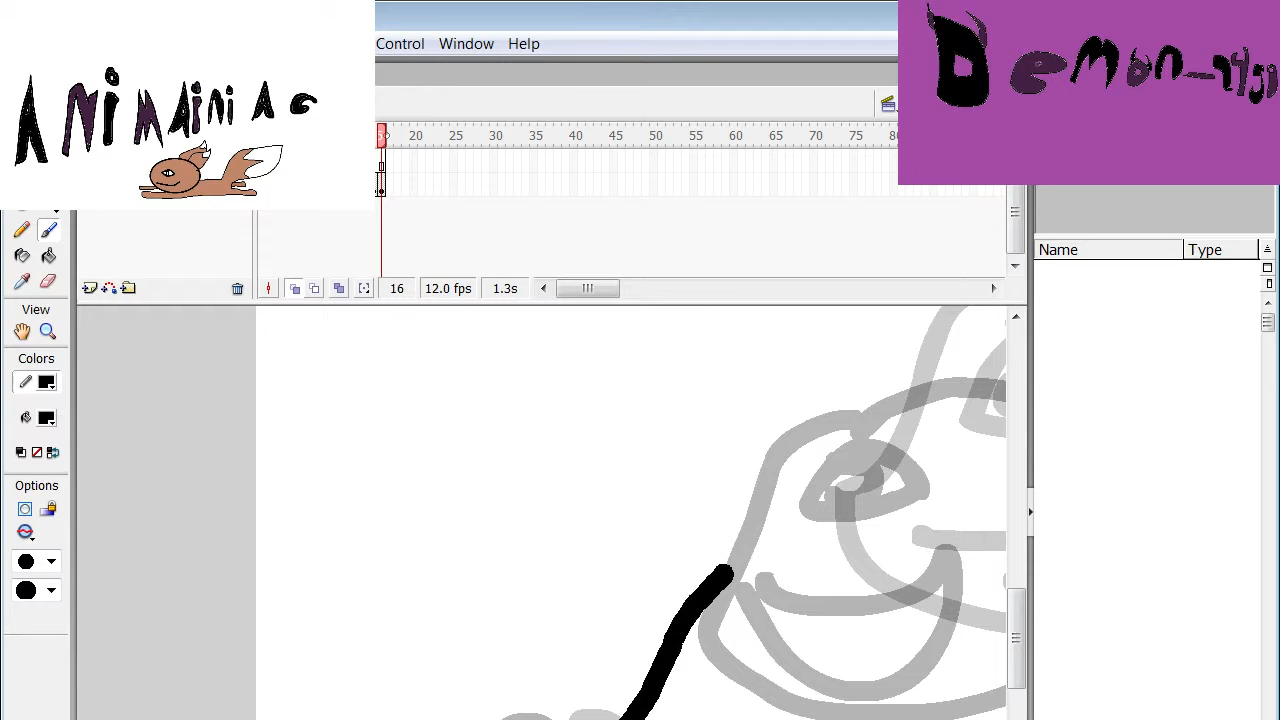 ANiMAiNiAC
Demon_
Control Window Help
20 25 30 35 40 45 50 55 60 65 70 75
Name Type
16 12.0 fps 1.3s
View
Colors
Options